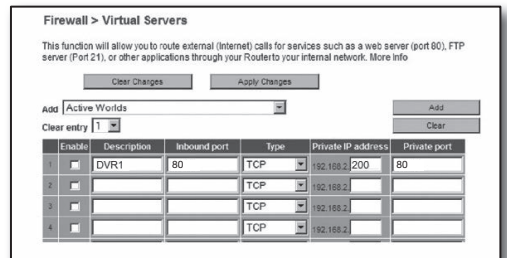 Firewall > Virtual Servers
This function will allow you to route external (Internet) calls for services such as a web server (port 80), FTP
server (Port 21), or other applications through your Router to your internal network. More Info
Clear Changes Apply Changes
Add Active Worlds Add
Clear entry 1 Clear
Enable Description Inbound port Type Private IP address Private port
1 DVR1 80 TCP 192.168.2. 200 80
2 TCP 192.168.2.
3 TCP 192.168.2.
4 TCP 192.168.2.